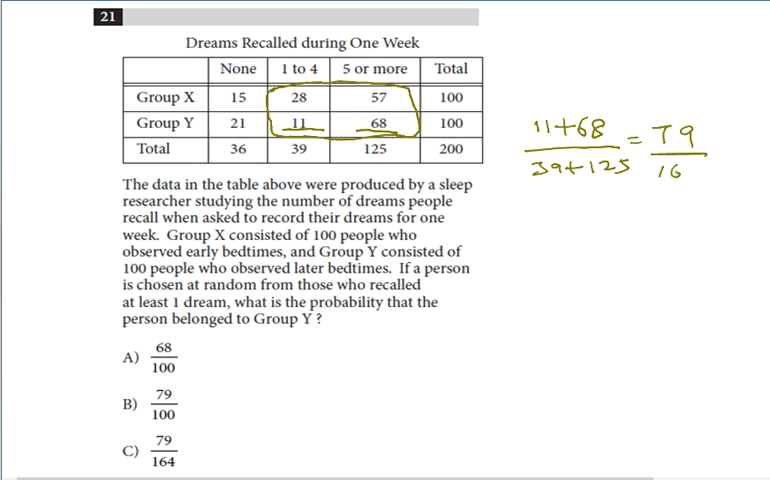 21
Dreams Recalled during One Week
None 1 to 4 5 or more Total
Group X 15 28 57 100
Group Y 21 11 68 100
Total 36 39 125 200
11+68 = 79
39+125 16
The data in the table above were produced by a sleep
researcher studying the number of dreams people
recall when asked to record their dreams for one
week. Group X consisted of 100 people who
observed early bedtimes, and Group Y consisted of
100 people who observed later bedtimes. If a person
is chosen at random from those who recalled
at least 1 dream, what is the probability that the
person belonged to Group Y ?
A) 68
100
B) 79
100
C) 79
164